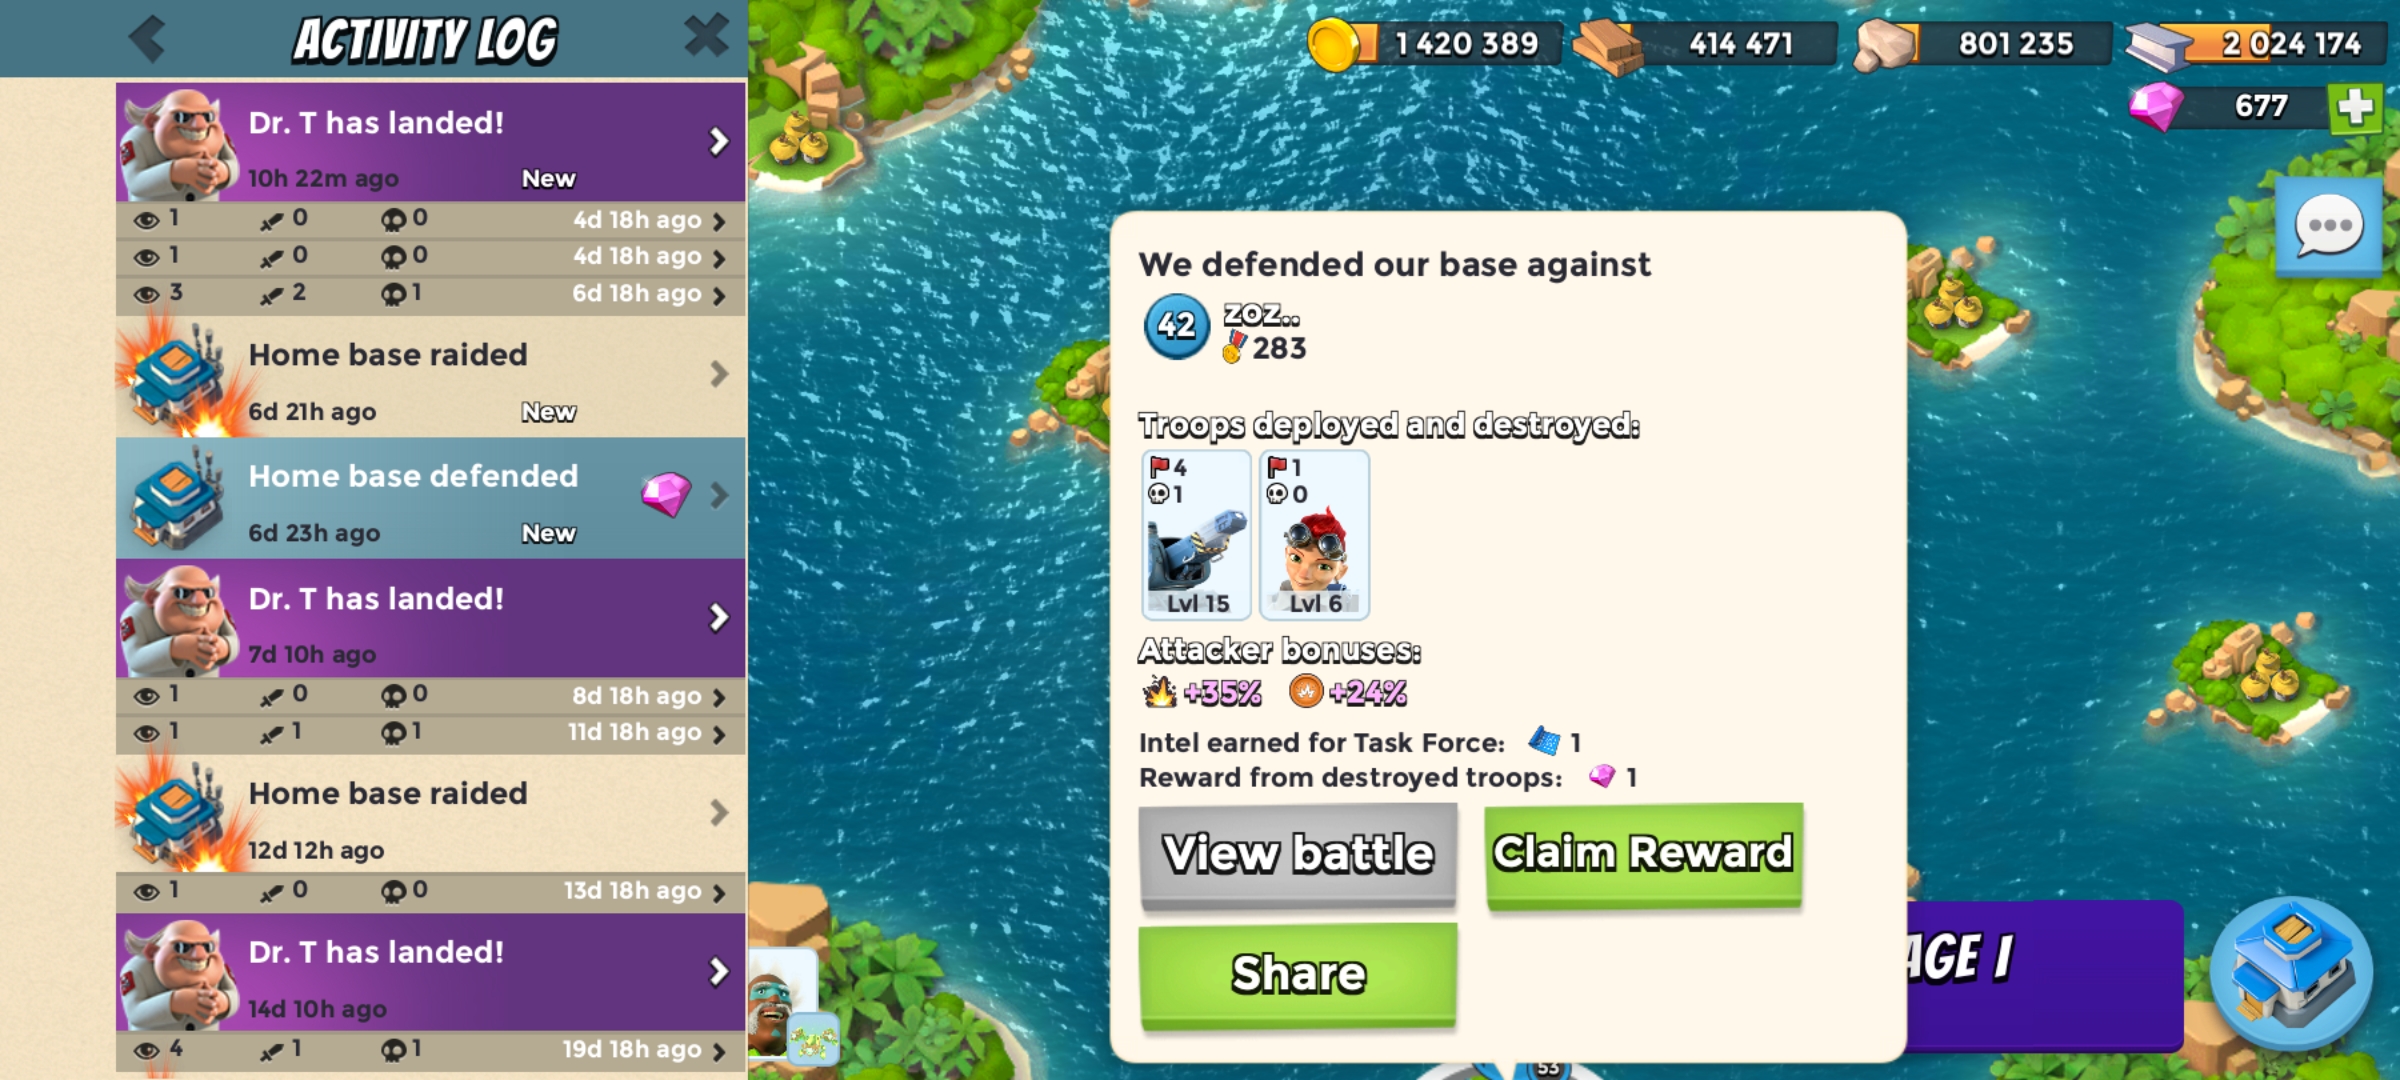 ACTIVITY LOG
Dr. T has landed!
10h 22m ago
New
1 0 0 4d 18h ago
1 0 0 4d 18h ago
3 2 1 6d 18h ago
Home base raided
6d 21h ago
New
Home base defended
6d 23h ago
New
Dr. T has landed!
7d 10h ago
1 0 0 8d 18h ago
1 1 1 11d 18h ago
Home base raided
12d 12h ago
1 0 0 13d 18h ago
Dr. T has landed!
14d 10h ago
4 1 1 19d 18h ago
1 420 389
414 471
801 235
2 024 174
677
We defended our base against
42
zoz..
283
Troops deployed and destroyed:
4
1
Lvl 15
1
0
Lvl 6
Attacker bonuses:
+35% +24%
Intel earned for Task Force: 1
Reward from destroyed troops: 1
View battle
Claim Reward
Share
AGE I
53